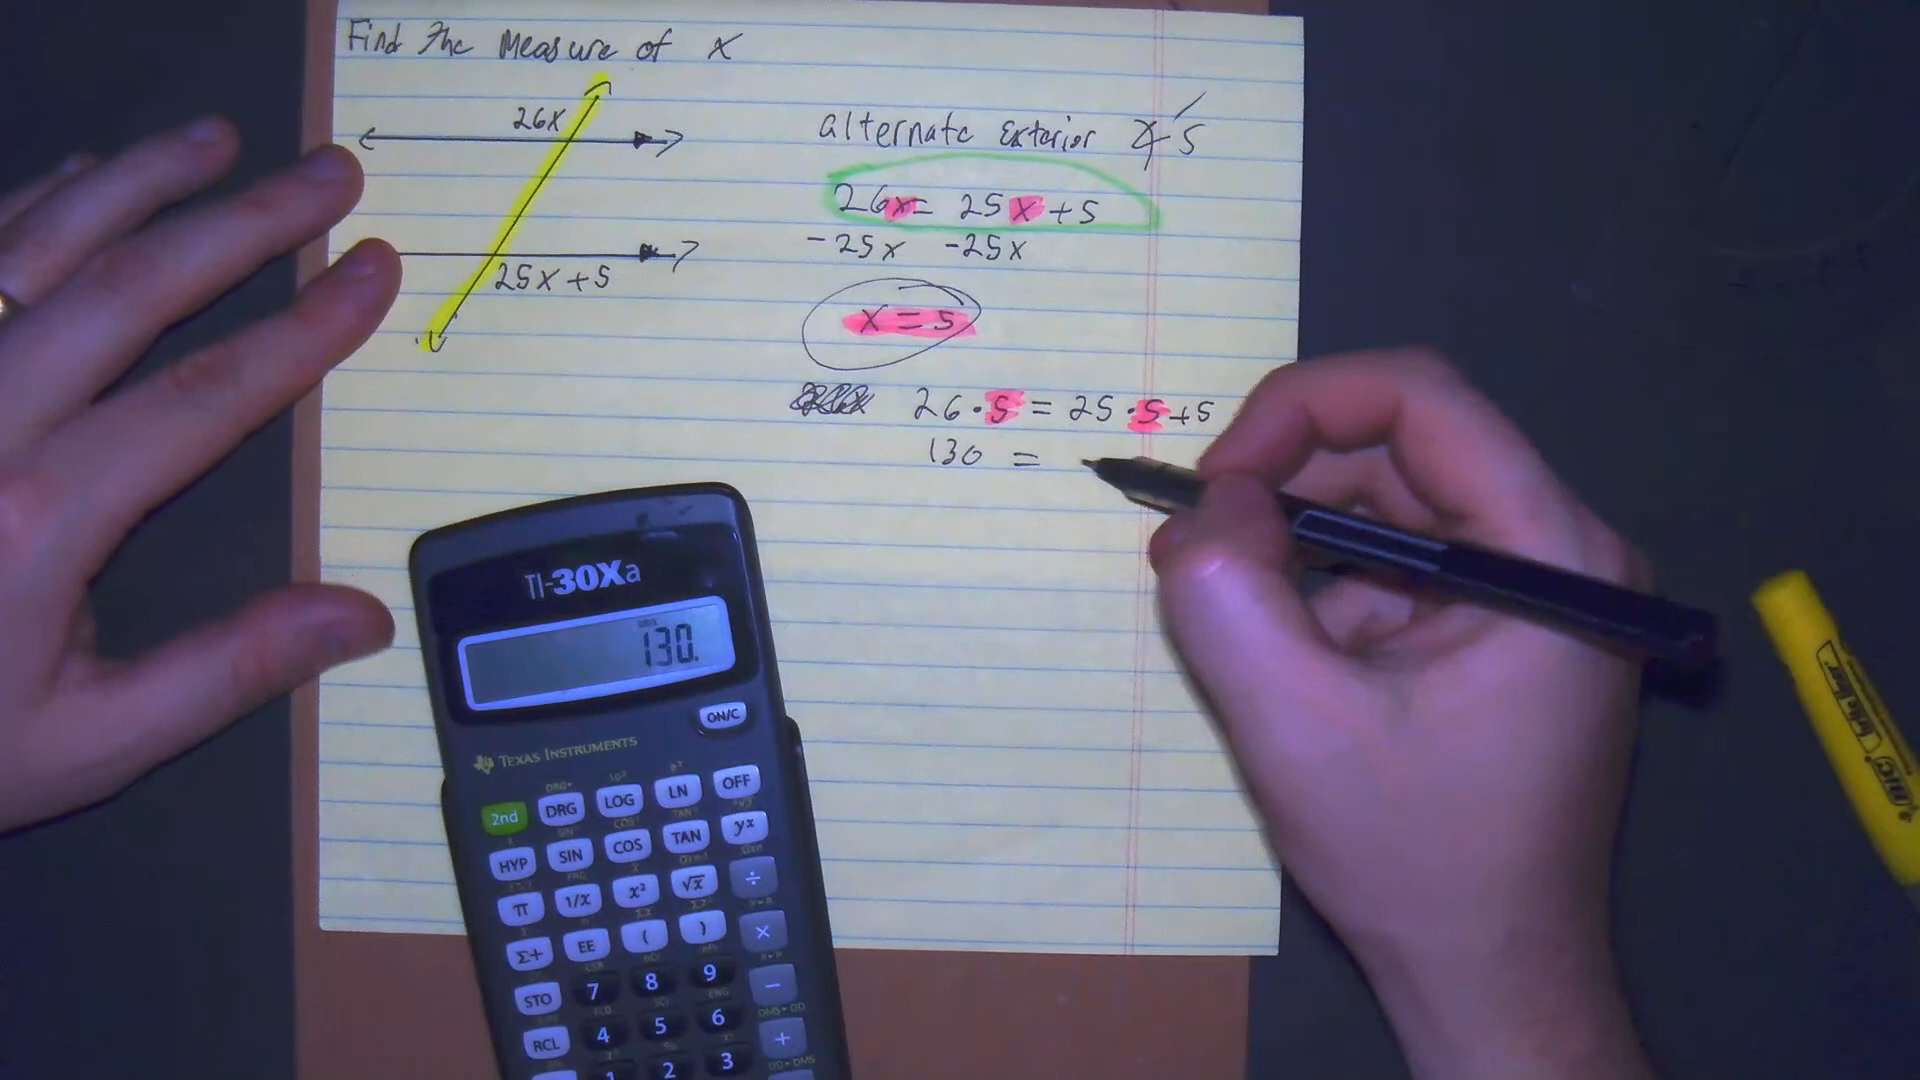 Find The Measure of x
26x
25x + 5
alternate Exterior ∠'s
26x = 25x + 5
-25x -25x
x = 5
26 · 5 = 25 · 5 + 5
130 =
TI-30Xa
130.
ON/C
TEXAS INSTRUMENTS
2nd DRG LOG LN OFF
HYP SIN COS TAN yx
π 1/x x² √x ÷
Σ+ EE ( ) ×
STO 7 8 9 −
RCL 4 5 6 +
1 2 3
BIC Brite Liner